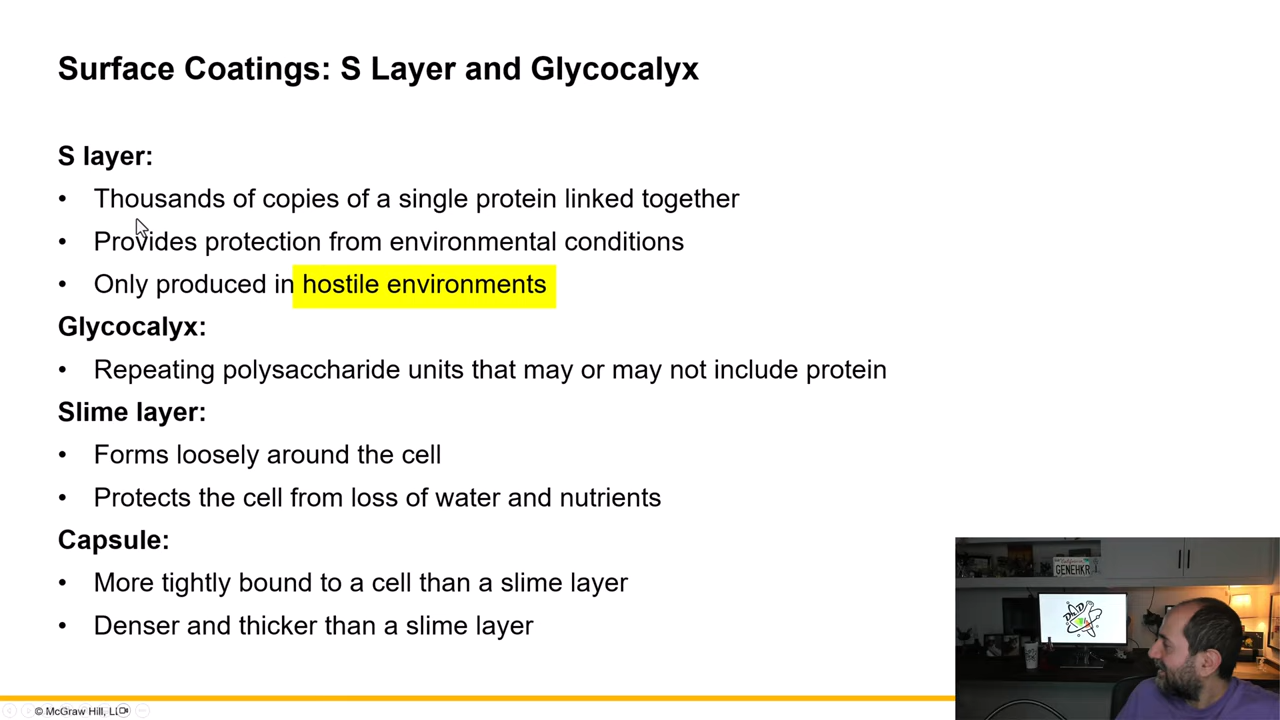 Surface Coatings: S Layer and Glycocalyx
S layer:
• Thousands of copies of a single protein linked together
• Provides protection from environmental conditions
• Only produced in hostile environments
Glycocalyx:
• Repeating polysaccharide units that may or may not include protein
Slime layer:
• Forms loosely around the cell
• Protects the cell from loss of water and nutrients
Capsule:
• More tightly bound to a cell than a slime layer
• Denser and thicker than a slime layer
GENEHKR
© McGraw Hill,